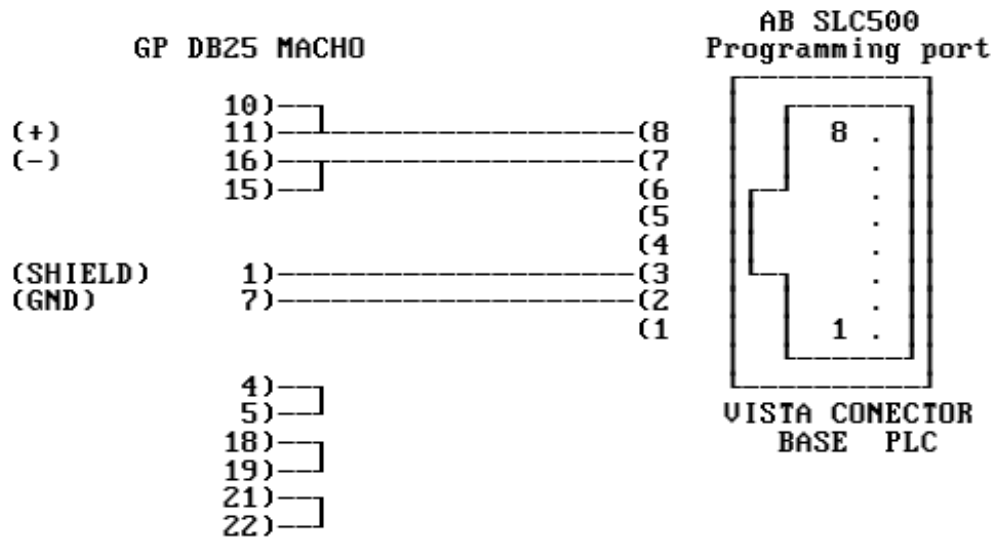 AB SLC500
GP DB25 MACHO Programming port
10)
(+) 11) (8 8
(-) 16) (7
15) (6
(5
(4
(SHIELD) 1) (3
(GND) 7) (2
(1 1
4)
5) VISTA CONECTOR
18) BASE PLC
19)
21)
22)